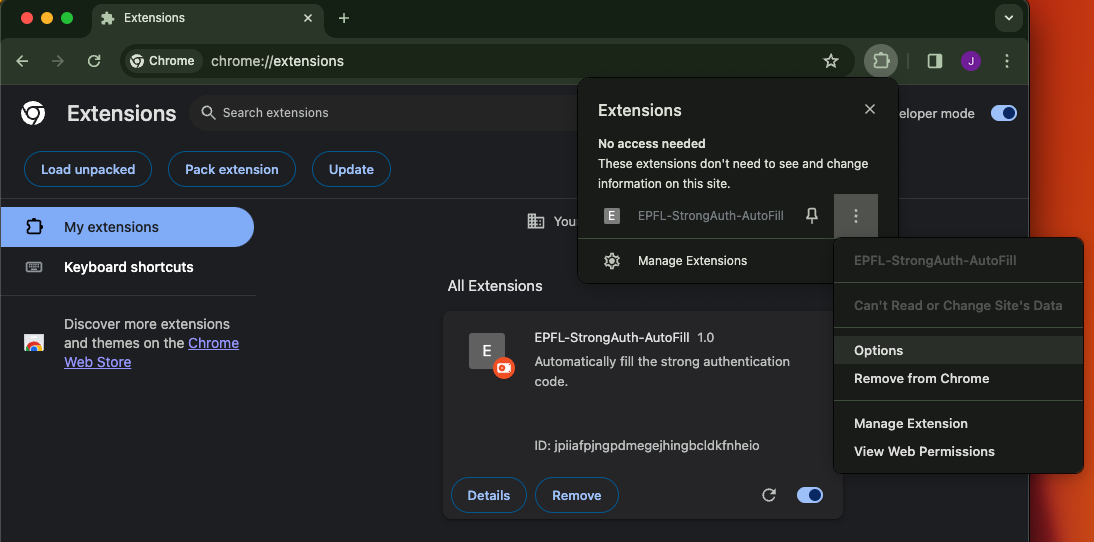 Extensions
Chrome
chrome://extensions
J
Extensions
Search extensions
eloper mode
Load unpacked
Pack extension
Update
My extensions
Keyboard shortcuts
Discover more extensions
and themes on the Chrome
Web Store
You
All Extensions
E
EPFL-StrongAuth-AutoFill 1.0
Automatically fill the strong authentication
code.
ID: jpiiafpjngpdmegejhingbcldkfnheio
Details
Remove
Extensions
No access needed
These extensions don't need to see and change
information on this site.
E
EPFL-StrongAuth-AutoFill
Manage Extensions
EPFL-StrongAuth-AutoFill
Can't Read or Change Site's Data
Options
Remove from Chrome
Manage Extension
View Web Permissions